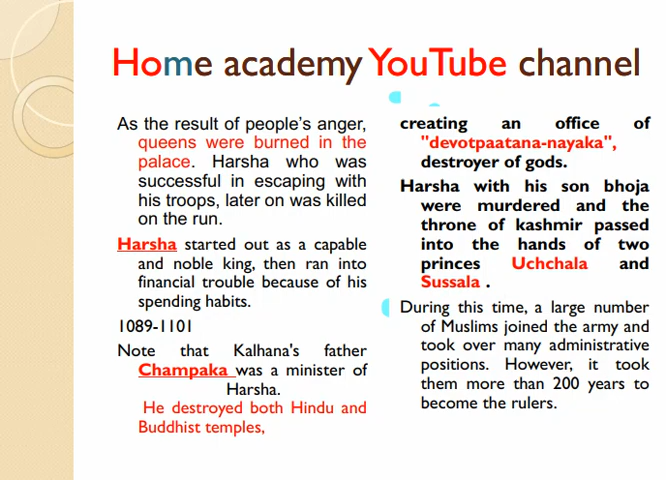 Home academy YouTube channel
As the result of people's anger,
queens were burned in the
palace. Harsha who was
successful in escaping with
his troops, later on was killed
on the run.
Harsha started out as a capable
and noble king, then ran into
financial trouble because of his
spending habits.
1089-1101
Note that Kalhana's father
Champaka was a minister of
Harsha.
He destroyed both Hindu and
Buddhist temples,
creating an office of
"devotpaatana-nayaka",
destroyer of gods.
Harsha with his son bhoja
were murdered and the
throne of kashmir passed
into the hands of two
princes Uchchala and
Sussala .
During this time, a large number
of Muslims joined the army and
took over many administrative
positions. However, it took
them more than 200 years to
become the rulers.